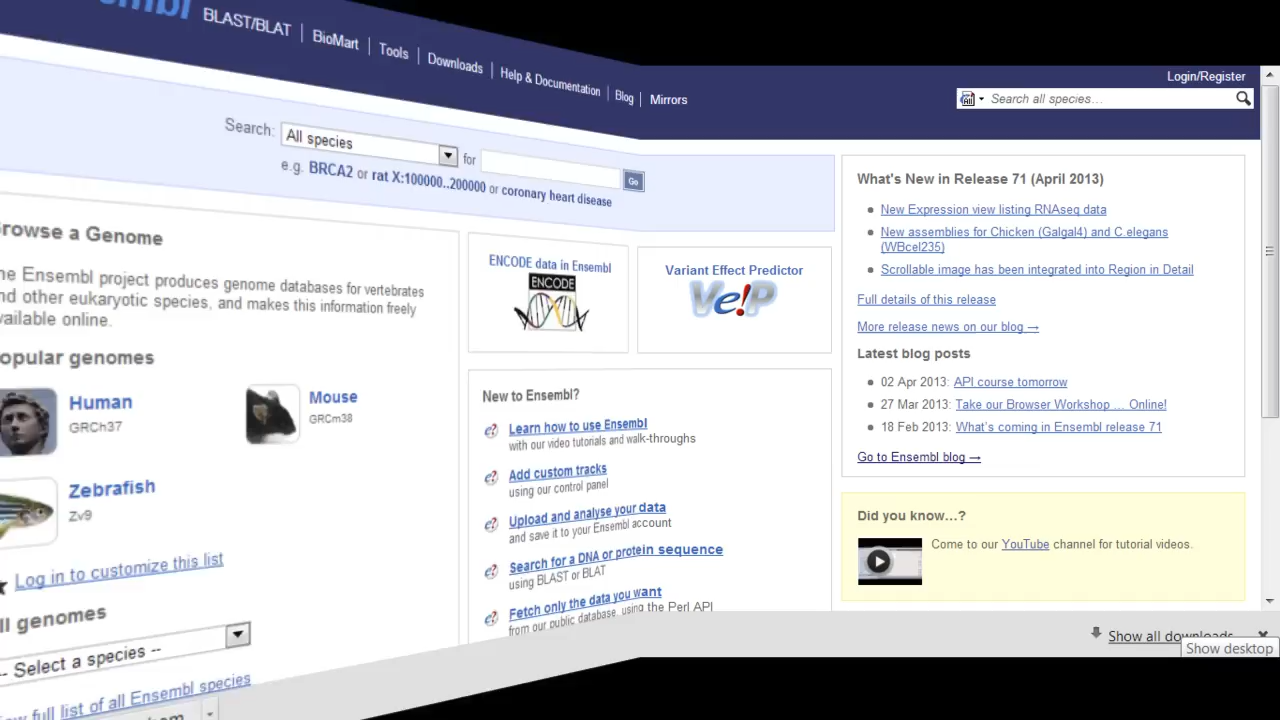 BLAST/BLAT | BioMart | Tools | Downloads | Help & Documentation | Blog | Mirrors
Login/Register
Search all species...
Search: All species for
Go
e.g. BRCA2 or rat X:100000..200000 or coronary heart disease
What's New in Release 71 (April 2013)
New Expression view listing RNAseq data
New assemblies for Chicken (Galgal4) and C.elegans
(WBcel235)
Scrollable image has been integrated into Region in Detail
Full details of this release
More release news on our blog →
Latest blog posts
02 Apr 2013: API course tomorrow
27 Mar 2013: Take our Browser Workshop … Online!
18 Feb 2013: What's coming in Ensembl release 71
Go to Ensembl blog →
Did you know…?
Come to our YouTube channel for tutorial videos.
rowse a Genome
he Ensembl project produces genome databases for vertebrates
nd other eukaryotic species, and makes this information freely
vailable online.
opular genomes
Human
GRCh37
Mouse
GRCm38
Zebrafish
Zv9
Log in to customize this list
ll genomes
-- Select a species --
ew full list of all Ensembl species
ENCODE data in Ensembl
ENCODE
Variant Effect Predictor
Ve!P
New to Ensembl?
Learn how to use Ensembl
with our video tutorials and walk-throughs
Add custom tracks
using our control panel
Upload and analyse your data
and save it to your Ensembl account
Search for a DNA or protein sequence
using BLAST or BLAT
Fetch only the data you want
from our public database, using the Perl API
Show all downloads
Show desktop